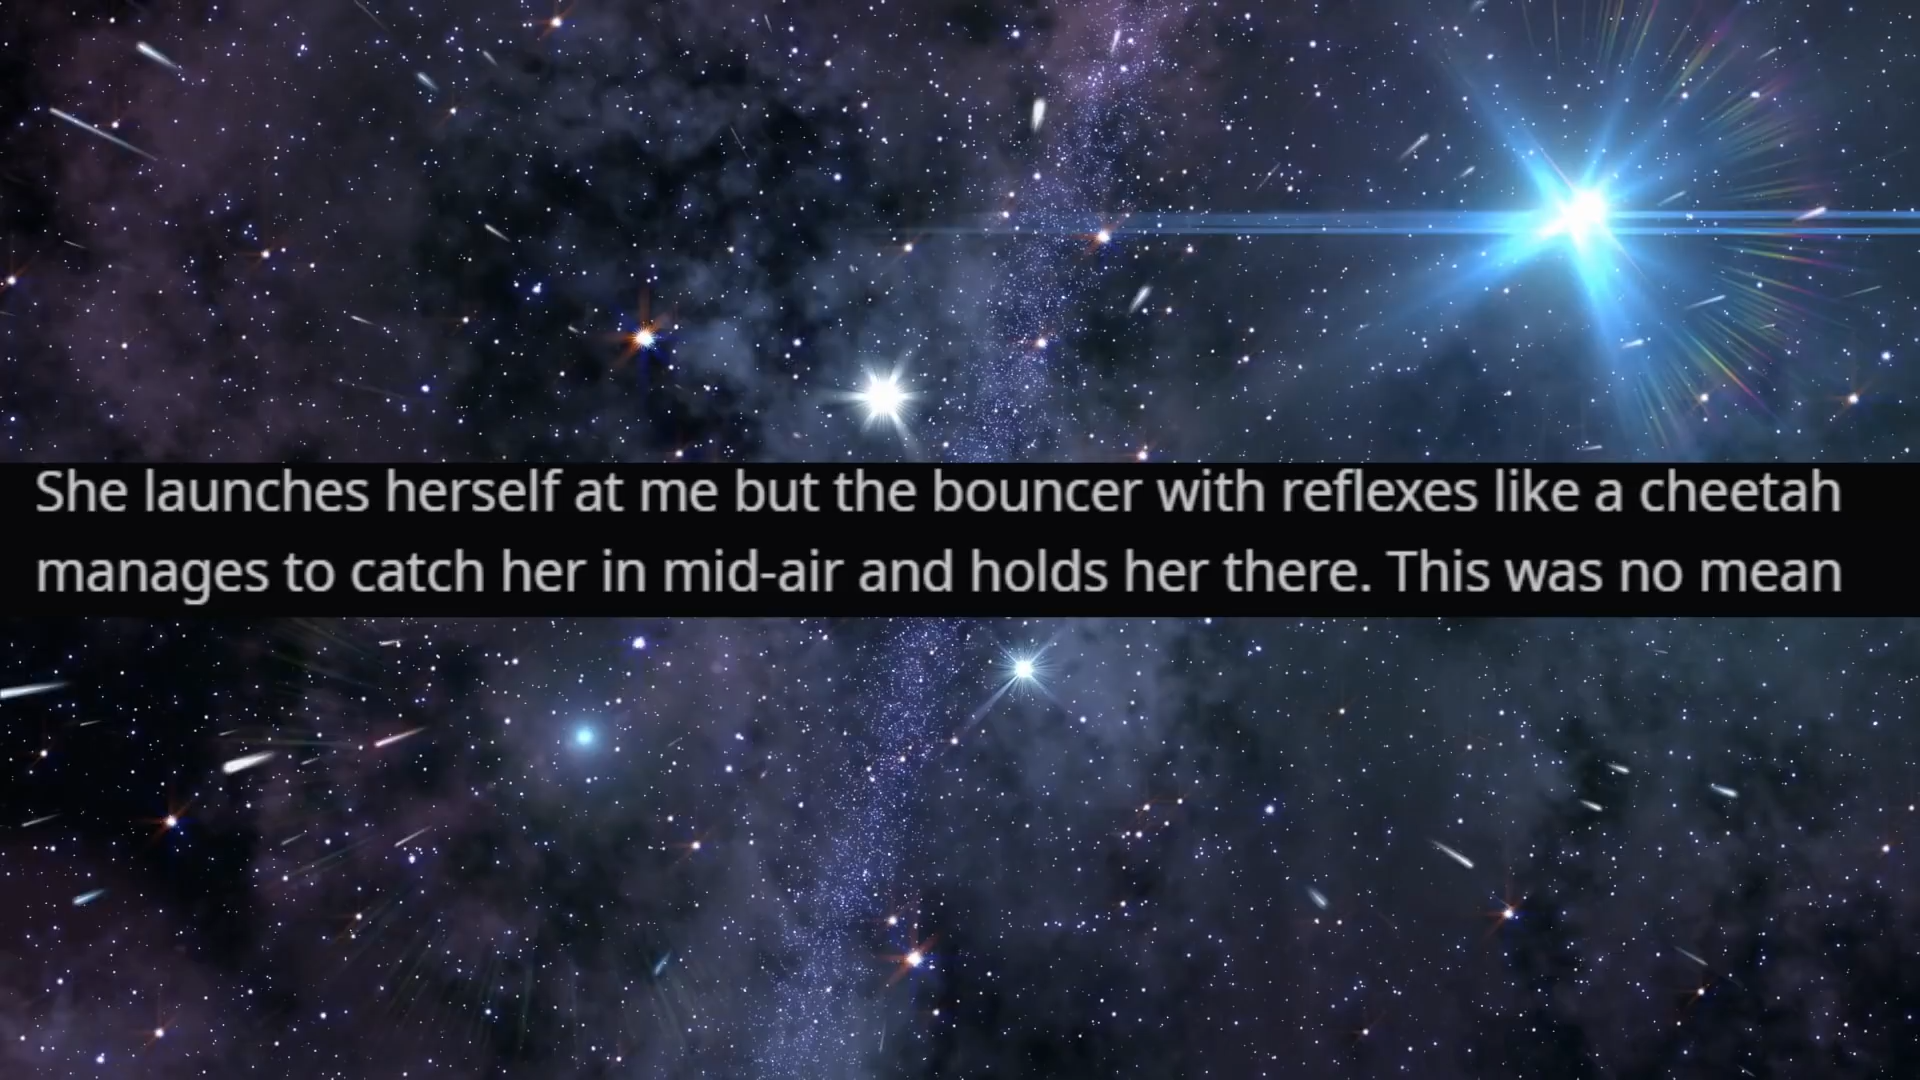 She launches herself at me but the bouncer with reflexes like a cheetah
manages to catch her in mid-air and holds her there. This was no mean